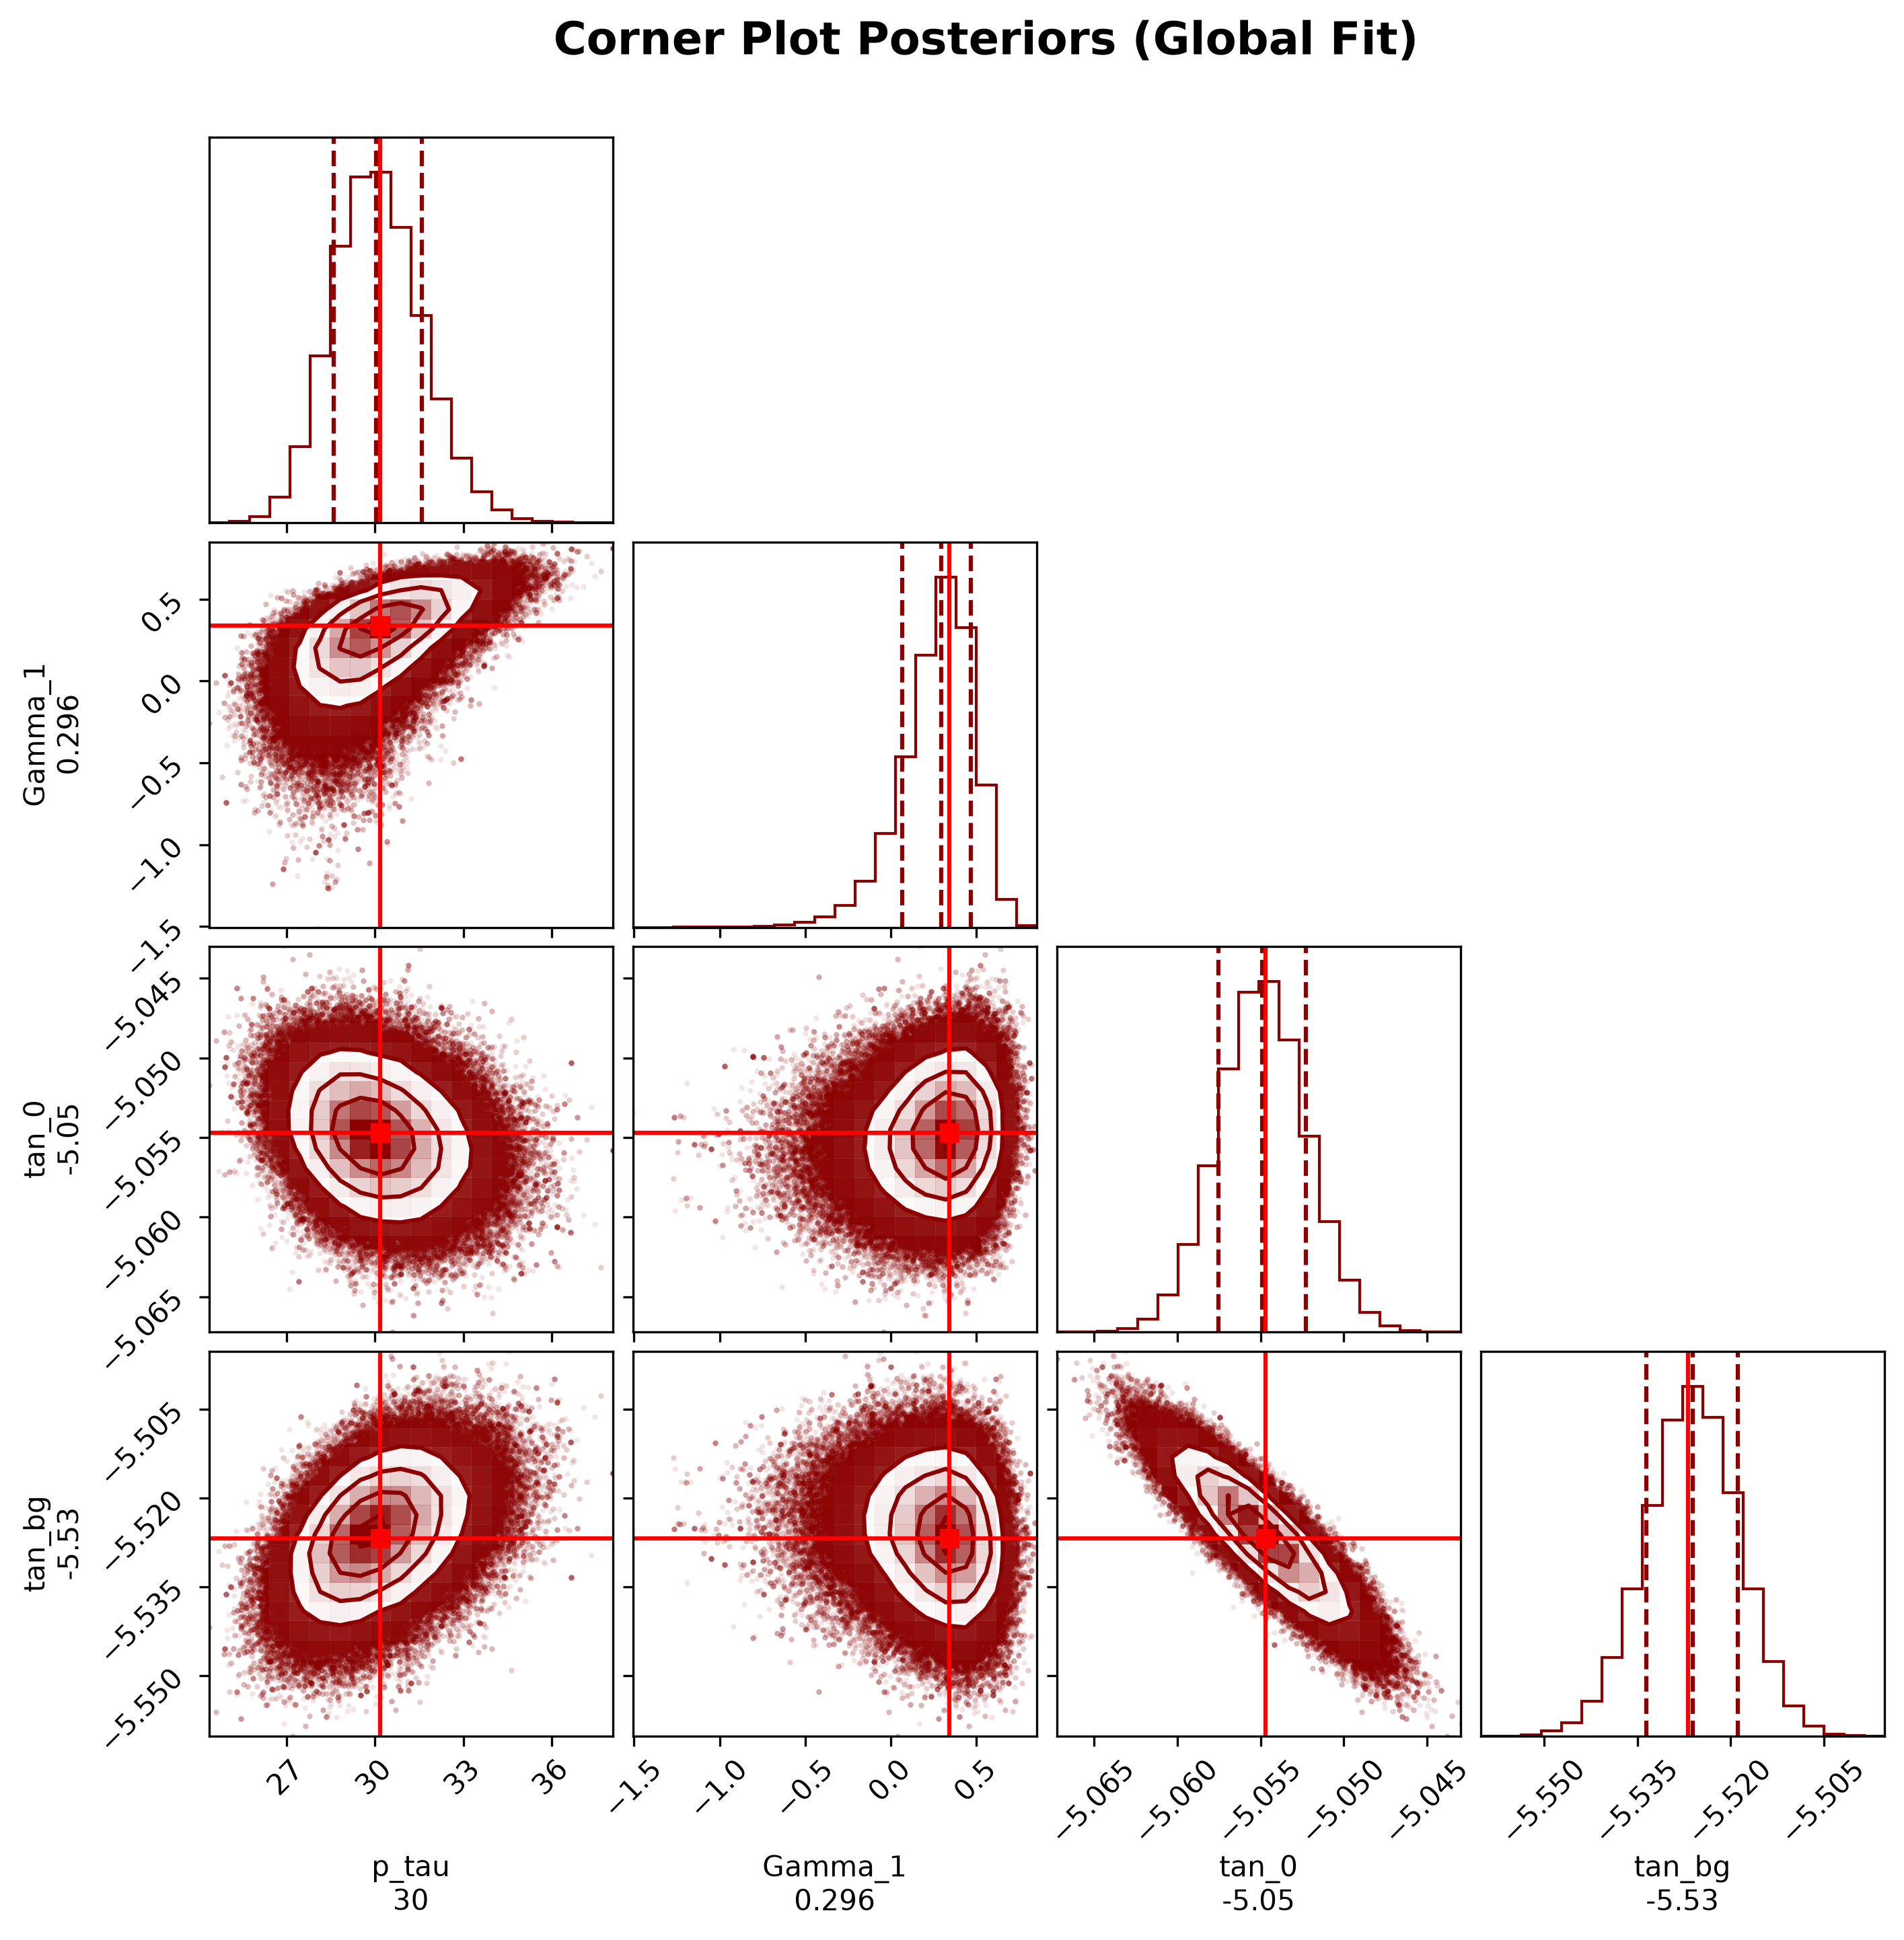 Corner Plot Posteriors (Global Fit)
Gamma_1
0.296
0.5
0.0
−0.5
−1.0
−1.5
tan_0
-5.05
−5.045
−5.050
−5.055
−5.060
−5.065
tan_bg
-5.53
−5.505
−5.520
−5.535
−5.550
27 30 33 36
−1.5 −1.0 −0.5 0.0 0.5
−5.065 −5.060 −5.055 −5.050 −5.045
−5.550 −5.535 −5.520 −5.505
p_tau
30
Gamma_1
0.296
tan_0
-5.05
tan_bg
-5.53